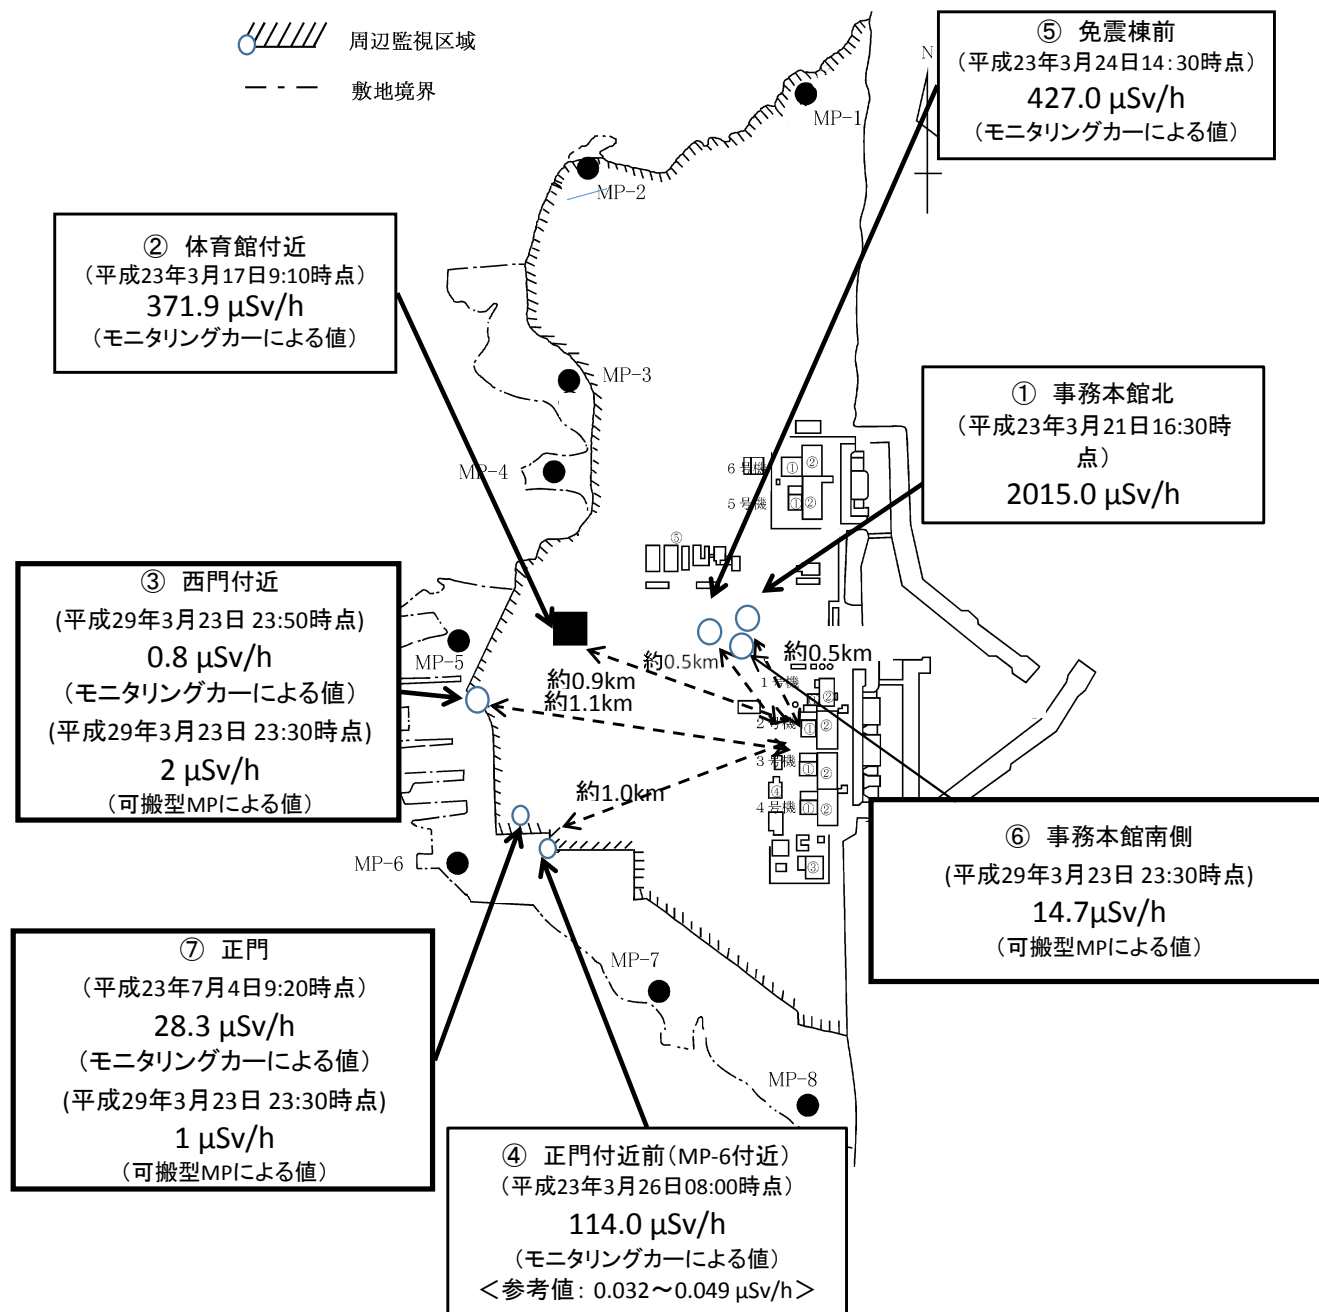 周辺監視区域
敷地境界
⑤ 免震棟前
（平成23年3月24日14：30時点）
427.0 μSv/h
（モニタリングカーによる値）
N
MP-1
MP-2
② 体育館付近
（平成23年3月17日9:10時点）
371.9 μSv/h
（モニタリングカーによる値）
MP-3
① 事務本館北
（平成23年3月21日16:30時
点）
2015.0 μSv/h
MP-4
６号機
① ②
５号機
① ②
⑤
③ 西門付近
(平成29年3月23日 23:50時点)
0.8 μSv/h
（モニタリングカーによる値）
(平成29年3月23日 23:30時点)
2 μSv/h
（可搬型MPによる値）
MP-5
約0.5km
約0.5km
約0.9km
約1.1km
１号機
②
２号機
① ②
３号機
① ②
④
４号機
① ②
③
約1.0km
MP-6
⑥ 事務本館南側
(平成29年3月23日 23:30時点)
14.7μSv/h
（可搬型MPによる値）
⑦ 正門
（平成23年7月4日9:20時点）
28.3 μSv/h
（モニタリングカーによる値）
(平成29年3月23日 23:30時点)
1 μSv/h
（可搬型MPによる値）
MP-7
MP-8
④ 正門付近前（MP-6付近）
（平成23年3月26日08:00時点）
114.0 μSv/h
（モニタリングカーによる値）
＜参考値： 0.032～0.049 μSv/h＞